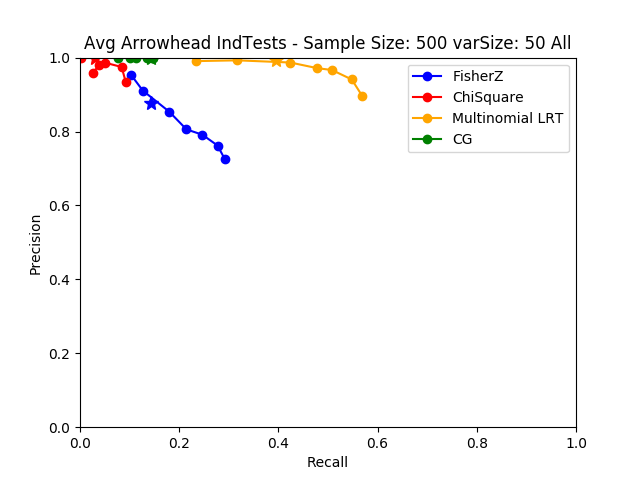 Avg Arrowhead IndTests - Sample Size: 500 varSize: 50 All
1.0
0.8
0.6
0.4
0.2
0.0
Precision
FisherZ
ChiSquare
Multinomial LRT
CG
0.0 0.2 0.4 0.6 0.8 1.0
Recall